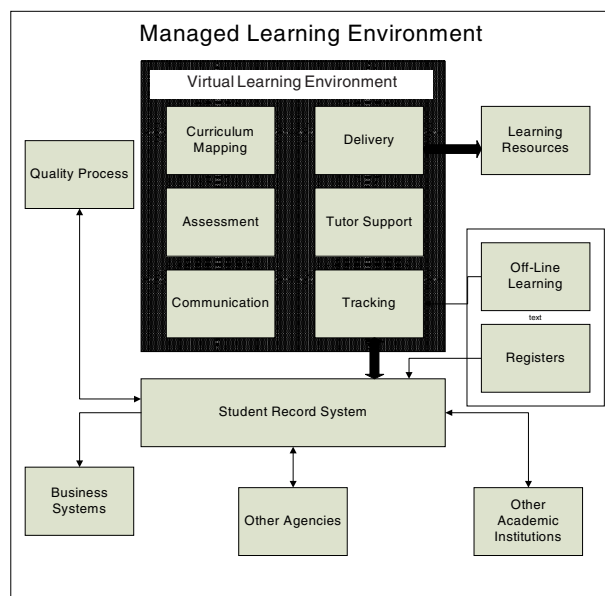 Managed Learning Environment
Virtual Learning Environment
Curriculum
Mapping
Delivery
Learning
Resources
Quality Process
Assessment
Tutor Support
Off-Line
Learning
Communication
Tracking
text
Registers
Student Record System
Business
Systems
Other Agencies
Other
Academic
Institutions